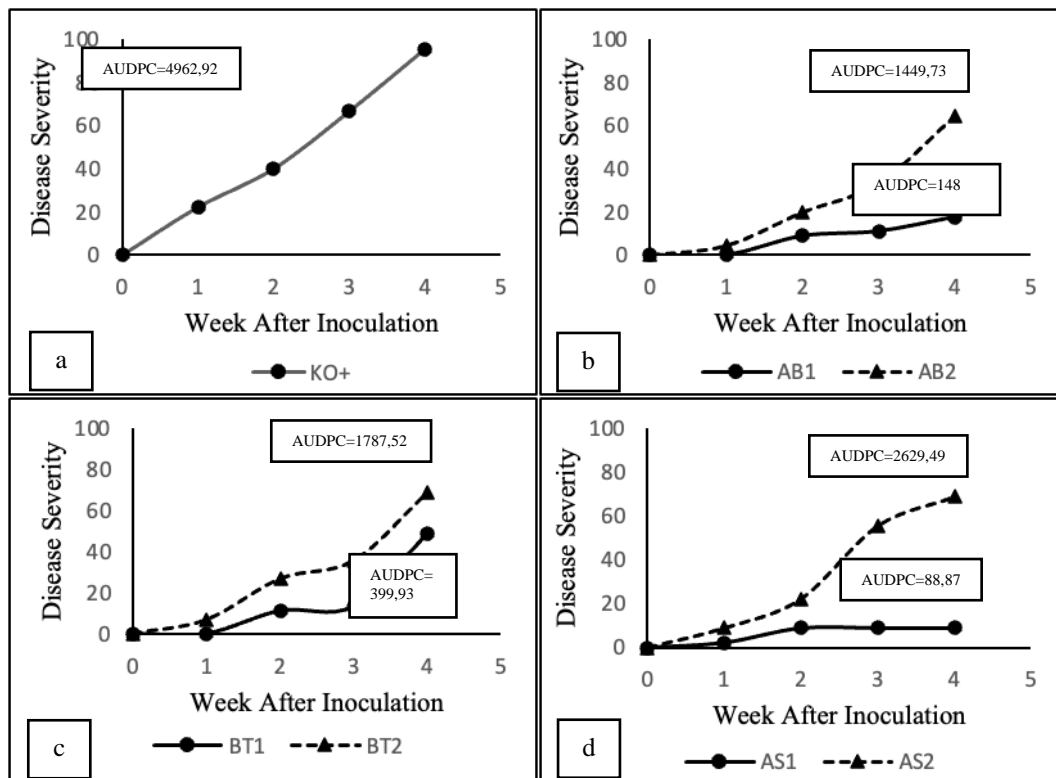 100
80
60
40
20
0
Disease Severity
AUDPC=4962,92
0 1 2 3 4 5
Week After Inoculation
a
KO+
100
80
60
40
20
0
Disease Severity
AUDPC=1449,73
AUDPC=148
0 1 2 3 4 5
Week After Inoculation
b
AB1 AB2
100
80
60
40
20
0
Disease Severity
AUDPC=1787,52
AUDPC=
399,93
0 1 2 3 4 5
Week After Inoculation
c
BT1 BT2
100
80
60
40
20
0
Disease Severity
AUDPC=2629,49
AUDPC=88,87
0 1 2 3 4 5
Week After Inoculation
d
AS1 AS2